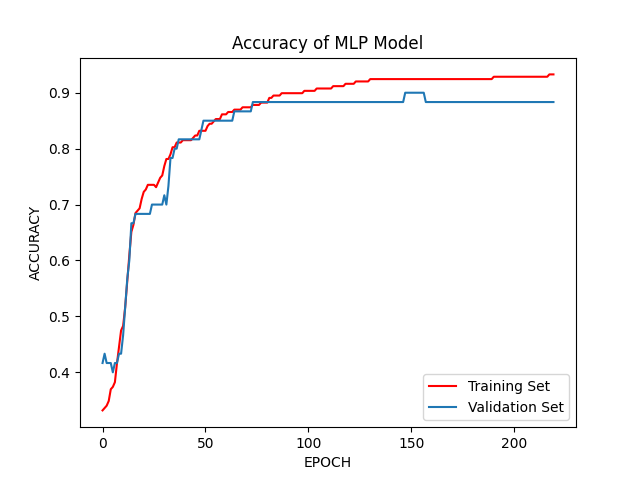 Accuracy of MLP Model
ACCURACY
0.9
0.8
0.7
0.6
0.5
0.4
0 50 100 150 200
EPOCH
Training Set
Validation Set